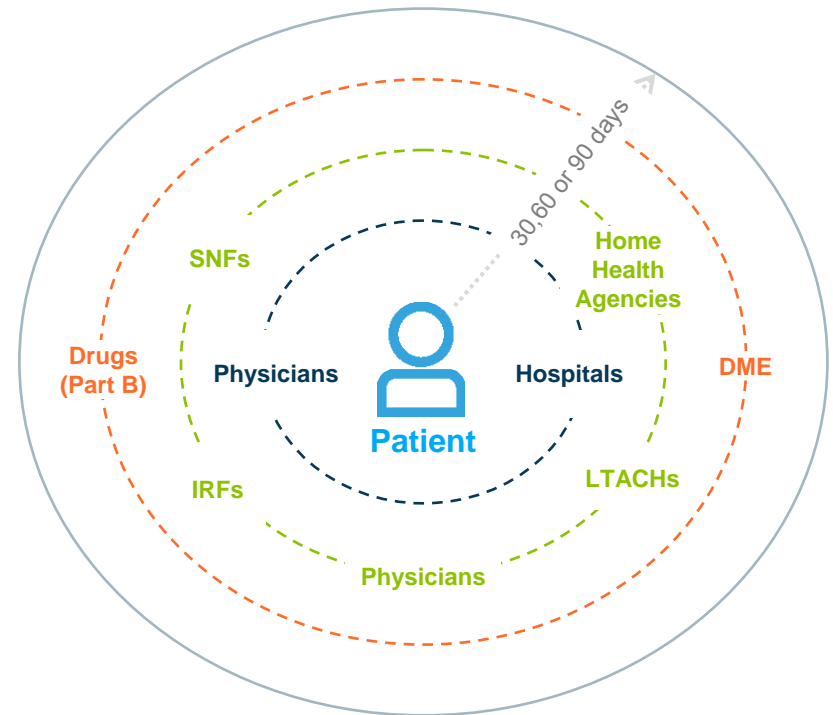 30,60 or 90 days
SNFs
Home
Health
Agencies
Drugs
(Part B)
Physicians
Hospitals
DME
Patient
IRFs
LTACHs
Physicians